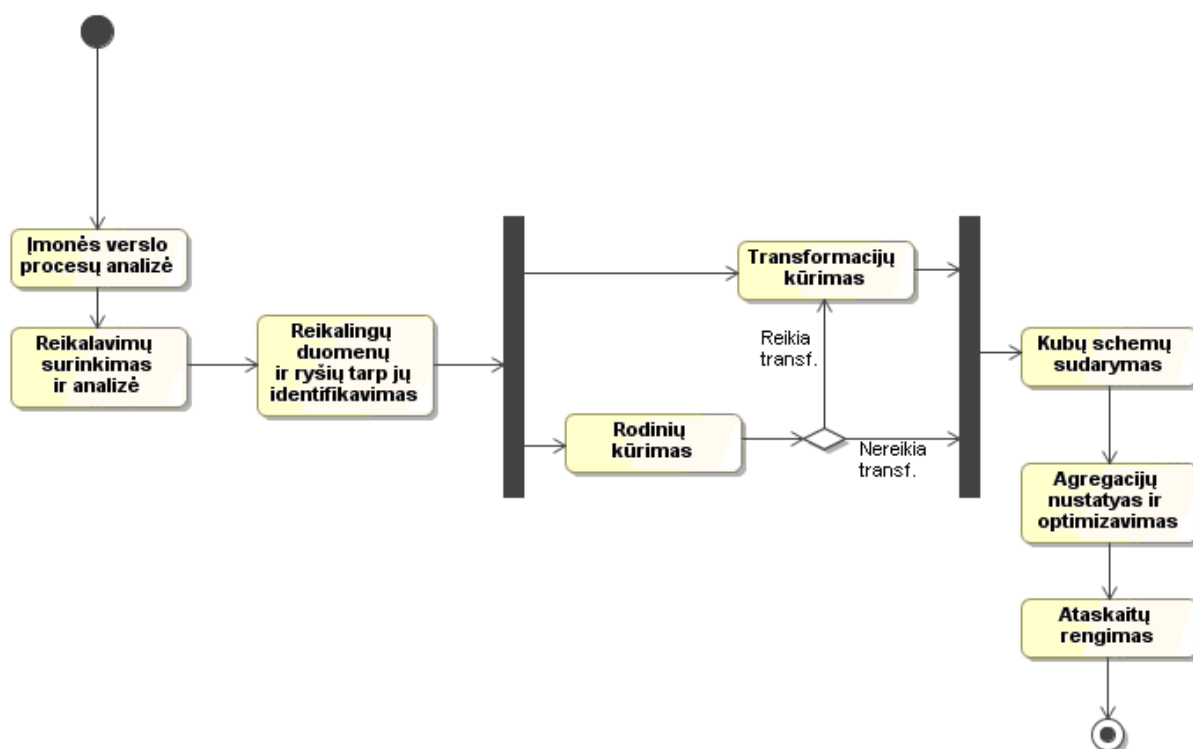 Įmonės verslo
procesų analizė
Reikalavimų
surinkimas
ir analizė
Reikalingų
duomenų
ir ryšių tarp jų
identifikavimas
Transformacijų
kūrimas
Reikia
transf.
Rodinių
kūrimas
Nereikia
transf.
Kubų schemų
sudarymas
Agregacijų
nustatyas ir
optimizavimas
Ataskaitų
rengimas